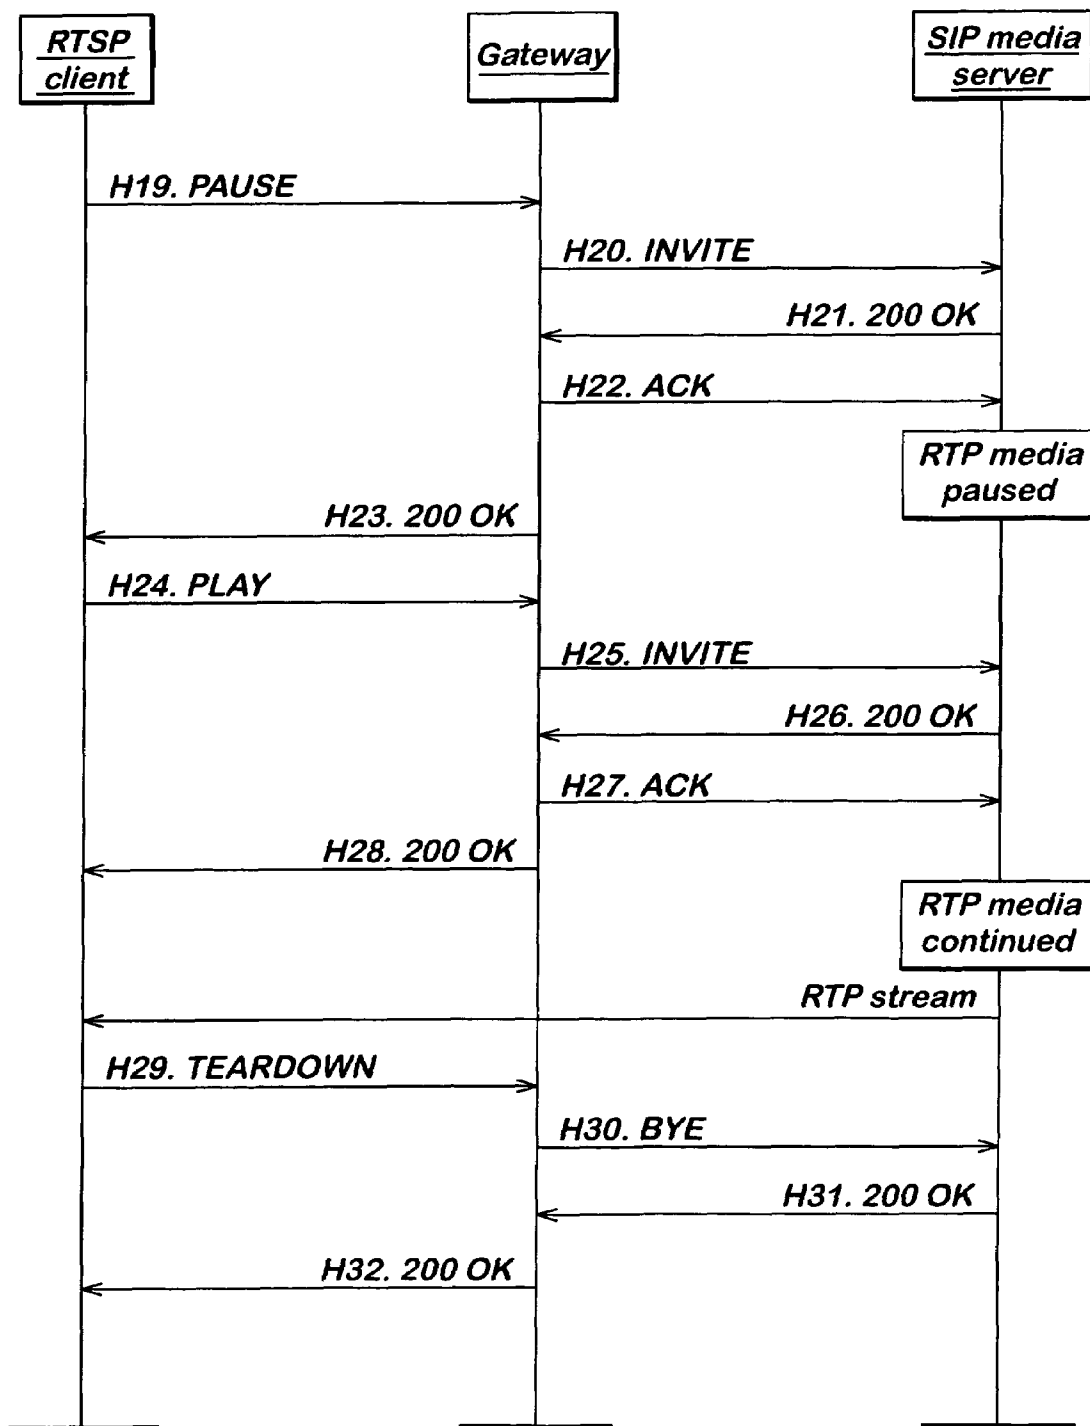 RTSP
client
Gateway
SIP media
server
H19. PAUSE
H20. INVITE
H21. 200 OK
H22. ACK
RTP media
paused
H23. 200 OK
H24. PLAY
H25. INVITE
H26. 200 OK
H27. ACK
H28. 200 OK
RTP media
continued
RTP stream
H29. TEARDOWN
H30. BYE
H31. 200 OK
H32. 200 OK